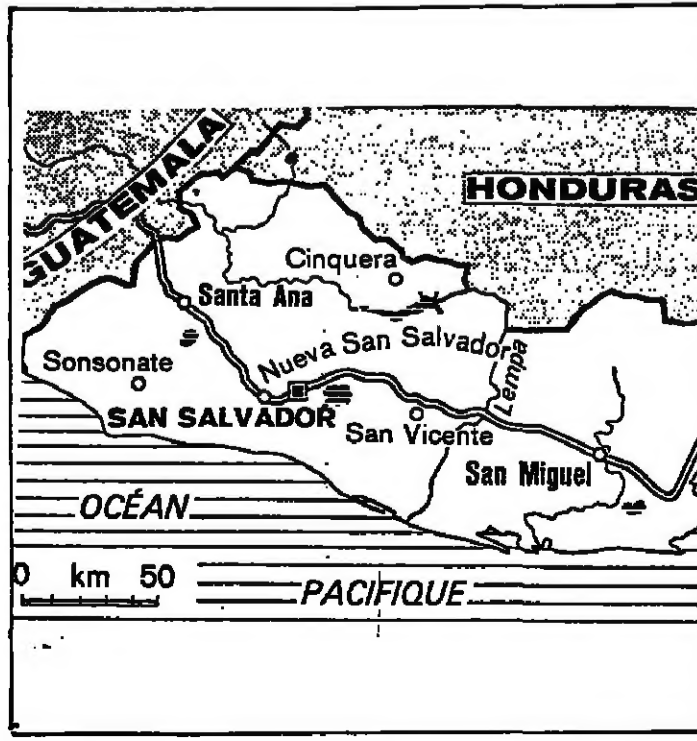 GUATEMALA
HONDURAS
Cinquera
Santa Ana
Nueva San Salvador
Sonsonate
Lempa
SAN SALVADOR
San Vicente
San Miguel
OCÉAN
0 km 50
PACIFIQUE